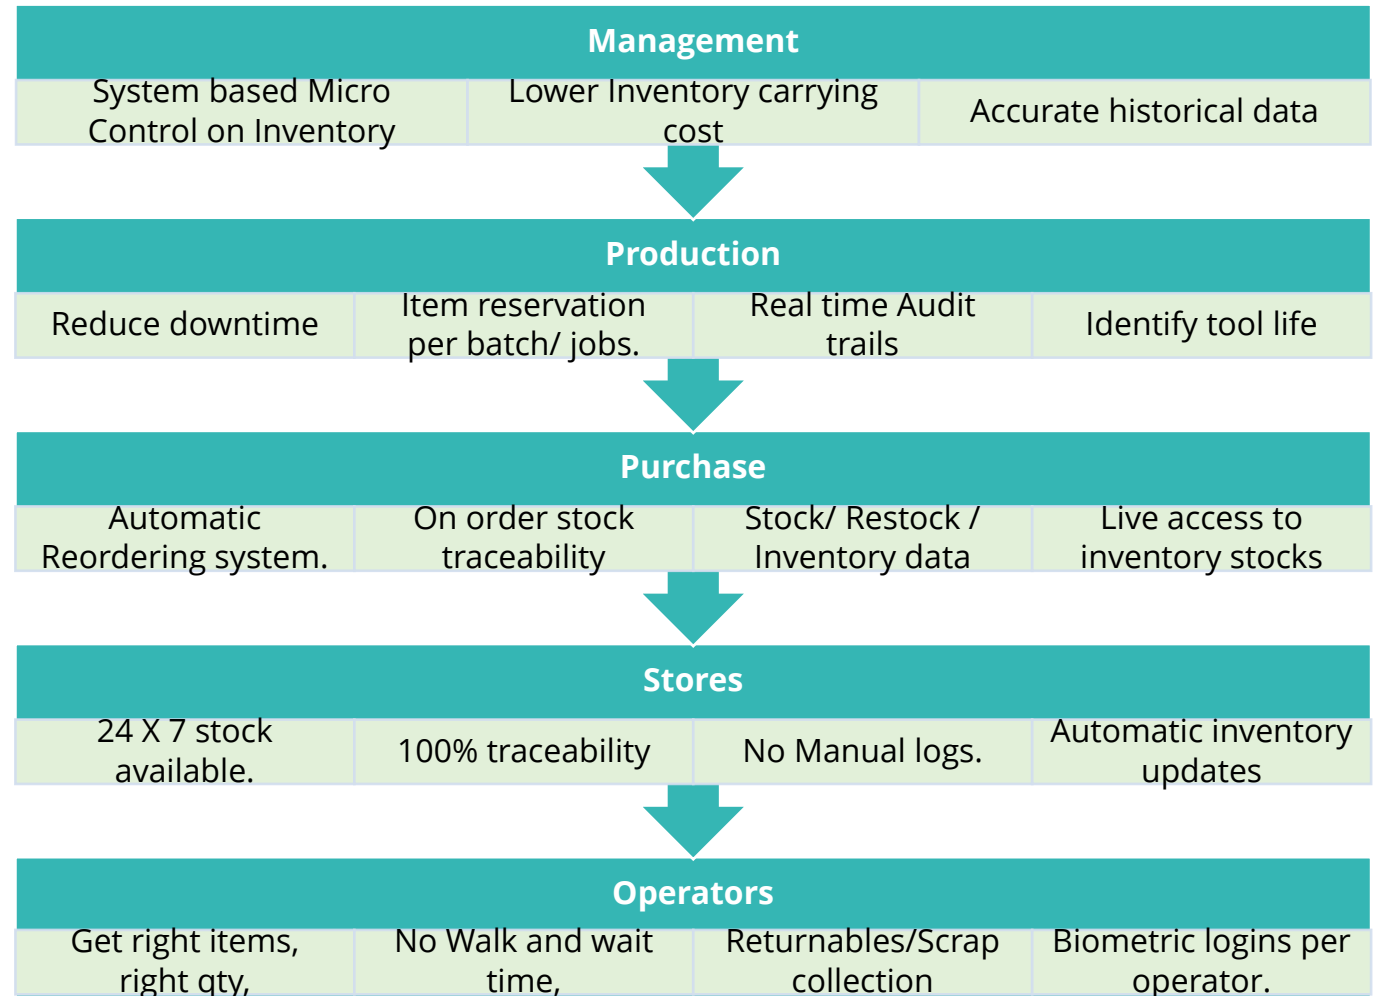 Management
System based Micro
Control on Inventory
Lower Inventory carrying
cost
Accurate historical data
Production
Reduce downtime
Item reservation
per batch/ jobs.
Real time Audit
trails
Identify tool life
Purchase
Automatic
Reordering system.
On order stock
traceability
Stock/ Restock /
Inventory data
Live access to
inventory stocks
Stores
24 X 7 stock
available.
100% traceability
No Manual logs.
Automatic inventory
updates
Operators
Get right items,
right qty,
No Walk and wait
time,
Returnables/Scrap
collection
Biometric logins per
operator.